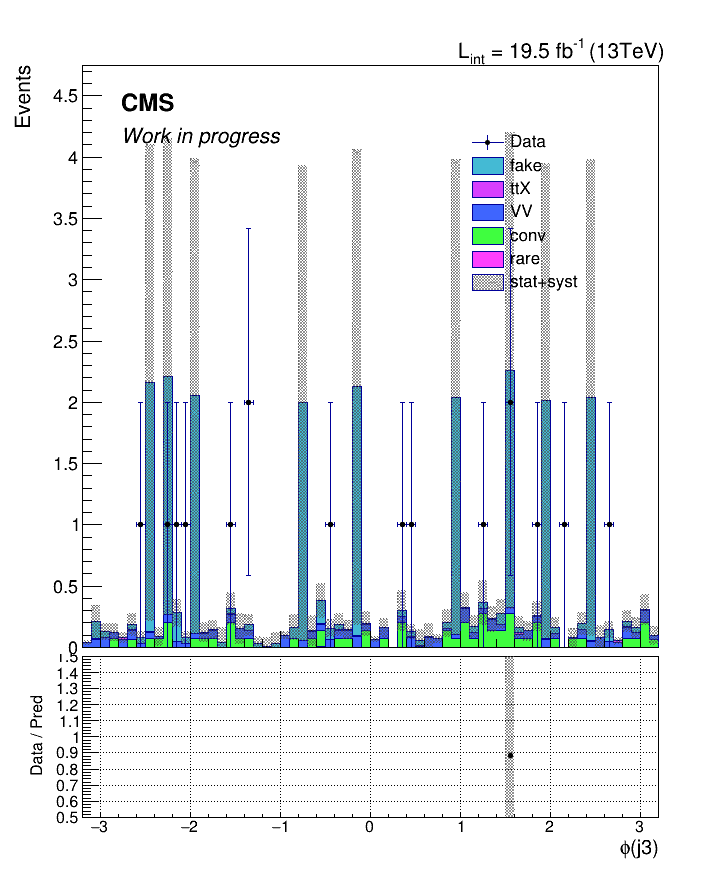 L_int = 19.5 fb^-1 (13TeV)
Events
CMS
Work in progress
Data
fake
ttX
VV
conv
rare
stat+syst
4.5
4
3.5
3
2.5
2
1.5
1
0.5
0
Data / Pred
1.5
1.4
1.3
1.2
1.1
1
0.9
0.8
0.7
0.6
0.5
−3 −2 −1 0 1 2 3
ϕ(j3)